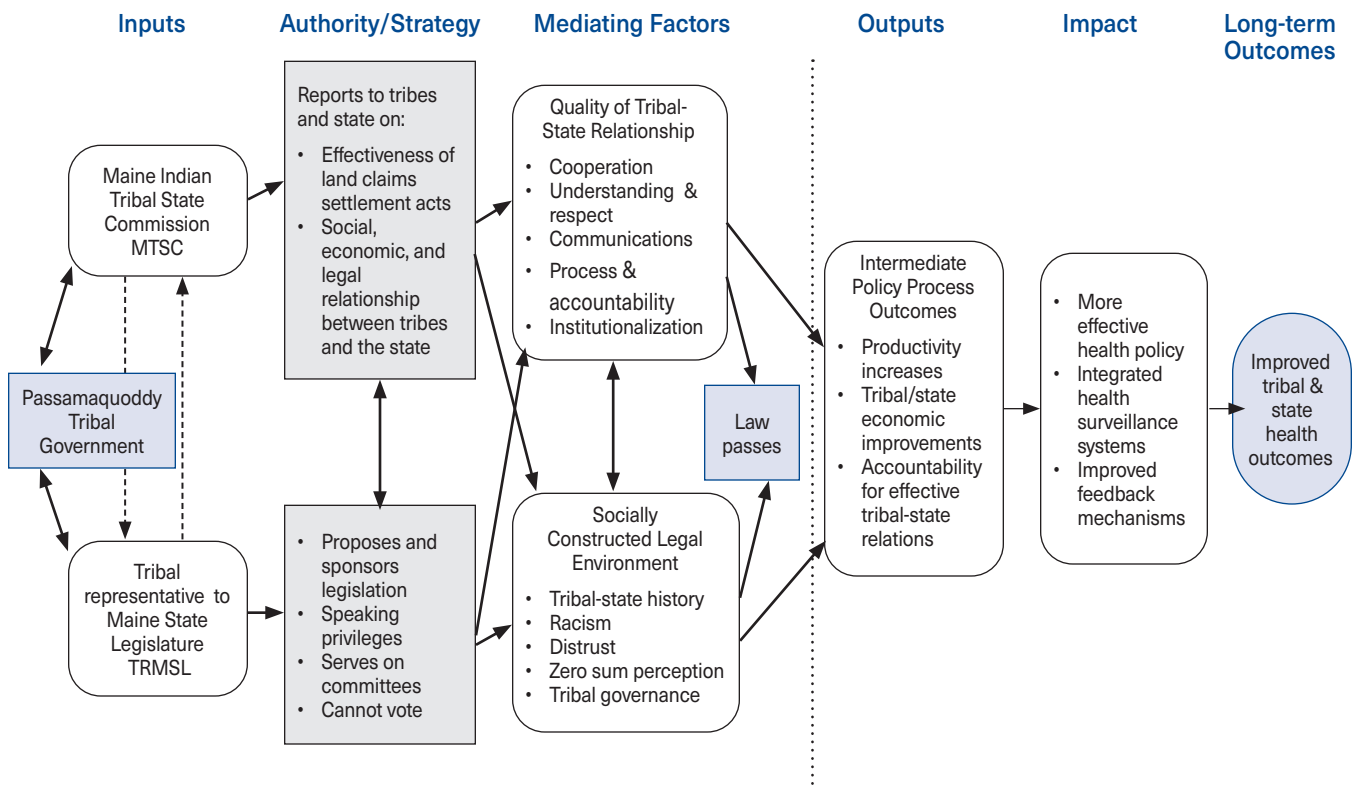 Inputs
Authority/Strategy
Mediating Factors
Outputs
Impact
Long-term
Outcomes
Maine Indian
Tribal State
Commission
MTSC
Passamaquoddy
Tribal
Government
Tribal
representative to
Maine State
Legislature
TRMSL
Reports to tribes
and state on:
• Effectiveness of
land claims
settlement acts
• Social,
economic, and
legal
relationship
between tribes
and the state
• Proposes and
sponsors
legislation
• Speaking
privileges
• Serves on
committees
• Cannot vote
Quality of Tribal-
State Relationship
• Cooperation
• Understanding &
respect
• Communications
• Process &
accountability
• Institutionalization
Socially
Constructed Legal
Environment
• Tribal-state history
• Racism
• Distrust
• Zero sum perception
• Tribal governance
Law
passes
Intermediate
Policy Process
Outcomes
• Productivity
increases
• Tribal/state
economic
improvements
• Accountability
for effective
tribal-state
relations
• More
effective
health policy
• Integrated
health
surveillance
systems
• Improved
feedback
mechanisms
Improved
tribal &
state
health
outcomes